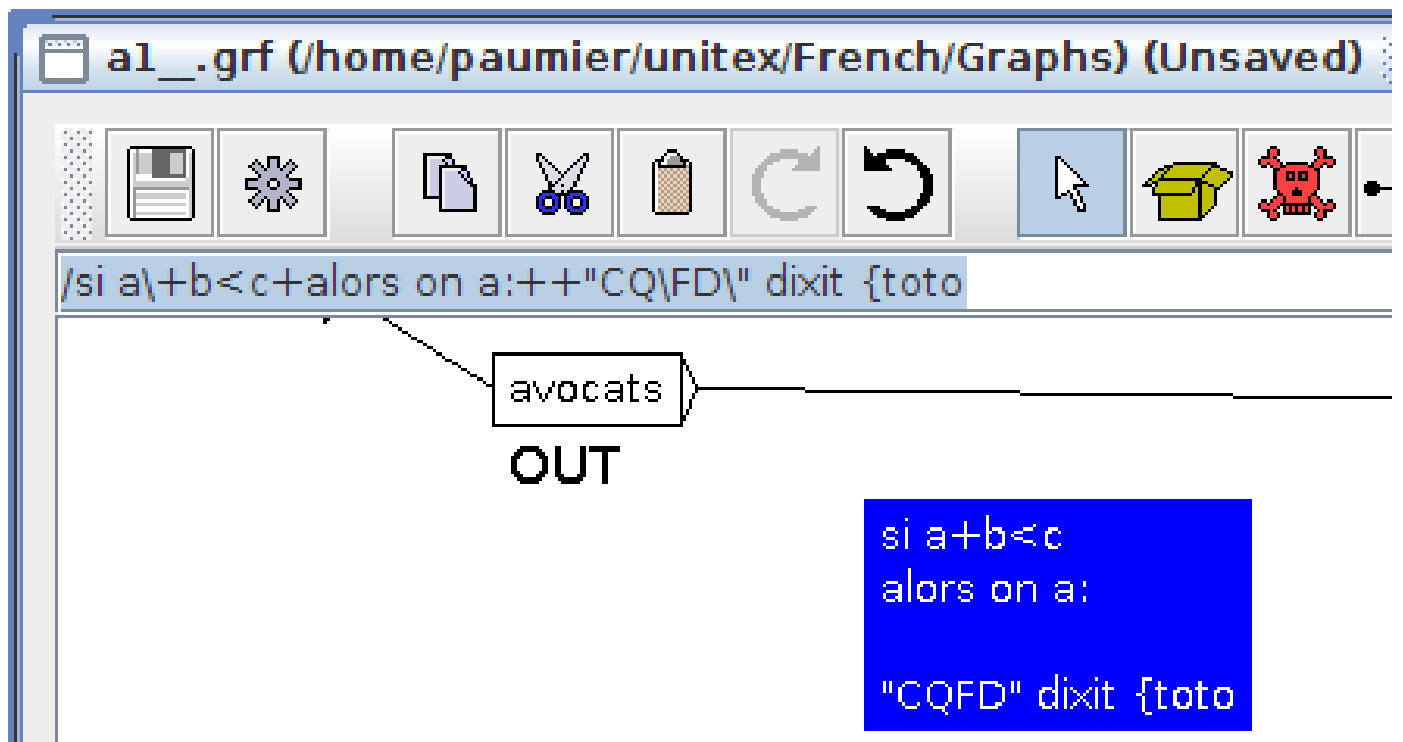 a1__.grf (/home/paumier/unitex/French/Graphs) (Unsaved)
/si a\+b<c+alors on a:++"CQ\FD\" dixit {toto
avocats
OUT
si a+b<c
alors on a:
"CQFD" dixit {toto